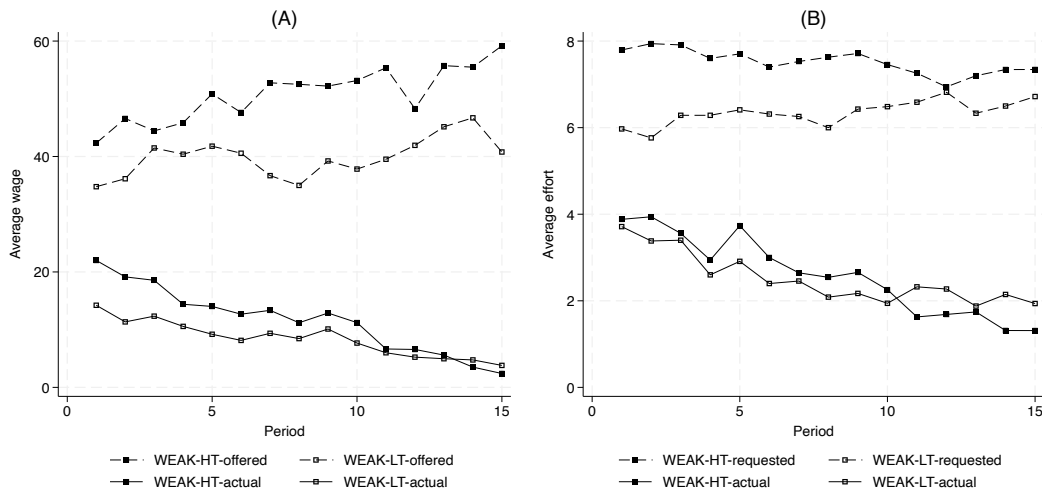 (A)
Average wage
60
40
20
0
0 5 10 15
Period
WEAK-HT-offered WEAK-LT-offered
WEAK-HT-actual WEAK-LT-actual
(B)
Average effort
8
6
4
2
0
0 5 10 15
Period
WEAK-HT-requested WEAK-LT-requested
WEAK-HT-actual WEAK-LT-actual